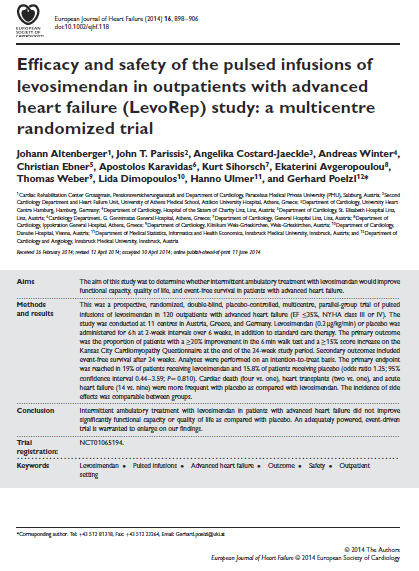 EUROPEAN
SOCIETY OF
CARDIOLOGY
European Journal of Heart Failure (2014) 16, 898–906
doi:10.1002/ejhf.118
Efficacy and safety of the pulsed infusions of
levosimendan in outpatients with advanced
heart failure (LevoRep) study: a multicentre
randomized trial
Johann Altenberger1, John T. Parissis2, Angelika Costard-Jaeckle3, Andreas Winter4,
Christian Ebner5, Apostolos Karavidas6, Kurt Sihorsch7, Ekaterini Avgeropoulou8,
Thomas Weber9, Lida Dimopoulos10, Hanno Ulmer11, and Gerhard Poelzl12*
1Cardiac Rehabilitation Center Grossgmain, Pensionsversicherungsanstalt and Department of Cardiology, Paracelsus Medical Private University (PMU), Salzburg, Austria; 2Second
Cardiology Department and Heart Failure Unit, University of Athens Medical School, Attikon University Hospital, Athens, Greece; 3Department of Cardiology, University Heart
Centre Hamburg, Hamburg, Germany; 4Department of Cardiology, Hospital of the Sisters of Charity Linz, Linz, Austria; 5Department of Cardiology, St. Elisabeth Hospital Linz,
Linz, Austria; 6Cardiology Department, G. Gennimatas General Hospital, Athens, Greece; 7Department of Cardiology, General Hospital Linz, Linz, Austria; 8Department of
Cardiology, Ippokration General Hospital, Athens, Greece; 9Department of Cardiology, Klinikum Wels-Grieskirchen, Wels-Grieskirchen, Austria; 10Department of Cardiology,
Danube Hospital, Vienna, Austria; 11Department of Medical Statistics, Informatics and Health Economics, Innsbruck Medical University, Innsbruck, Austria; and 12Department of
Cardiology and Angiology, Innsbruck Medical University, Innsbruck, Austria
Received 26 February 2014; revised 12 April 2014; accepted 30 April 2014; online publish-ahead-of-print 11 June 2014
Aims
The aim of this study was to determine whether intermittent ambulatory treatment with levosimendan would improve
functional capacity, quality of life, and event-free survival in patients with advanced heart failure.
Methods
and results
This was a prospective, randomized, double-blind, placebo-controlled, multicentre, parallel-group trial of pulsed
infusions of levosimendan in 120 outpatients with advanced heart failure (EF ≤35%, NYHA class III or IV). The
study was conducted at 11 centres in Austria, Greece, and Germany. Levosimendan (0.2 µg/kg/min) or placebo was
administered for 6 h at 2-week intervals over 6 weeks, in addition to standard care therapy. The primary outcome
was the proportion of patients with a ≥20% improvement in the 6 min walk test and a ≥15% score increase on the
Kansas City Cardiomyopathy Questionnaire at the end of the 24-week study period. Secondary outcomes included
event-free survival after 24 weeks. Analyses were performed on an intention-to-treat basis. The primary endpoint
was reached in 19% of patients receiving levosimendan and 15.8% of patients receiving placebo (odds ratio 1.25; 95%
confidence interval 0.44–3.59; P = 0.810). Cardiac death (four vs. one), heart transplants (two vs. one), and acute
heart failure (14 vs. nine) were more frequent with placebo as compared with levosimendan. The incidence of side
effects was comparable between groups.
Conclusion
Intermittent ambulatory treatment with levosimendan in patients with advanced heart failure did not improve
significantly functional capacity or quality of life as compared with placebo. An adequately powered, event-driven
trial is warranted to enlarge on our findings.
Trial
registration:
NCT01065194.
Keywords
Levosimendan • Pulsed infusions • Advanced heart failure • Outcome • Safety • Outpatient
setting
*Corresponding author. Tel: +43 512 81318, Fax: +43 512 23264, Email: Gerhard.poelzl@uki.at
© 2014 The Authors
European Journal of Heart Failure © 2014 European Society of Cardiology